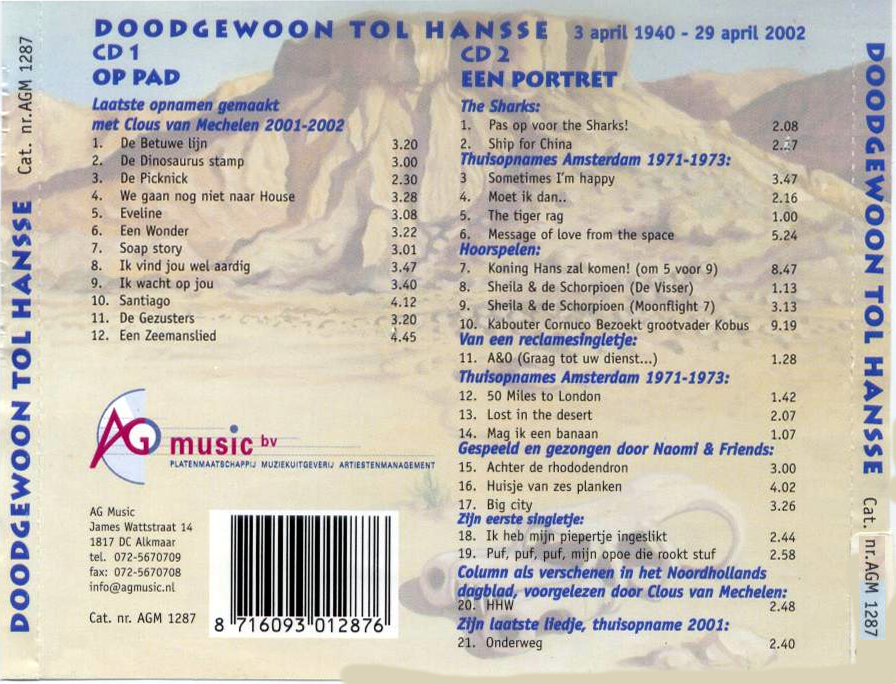 DOODGEWOON TOL HANSSE 3 april 1940 - 29 april 2002
CD 1
OP PAD
Laatste opnamen gemaakt
met Clous van Mechelen 2001-2002
1. De Betuwe lijn 3.20
2. De Dinosaurus stamp 3.00
3. De Picknick 2.30
4. We gaan nog niet naar House 3.28
5. Eveline 3.08
6. Een Wonder 3.22
7. Soap story 3.01
8. Ik vind jou wel aardig 3.47
9. Ik wacht op jou 3.40
10. Santiago 4.12
11. De Gezusters 3.20
12. Een Zeemanslied 4.45
CD 2
EEN PORTRET
The Sharks:
1. Pas op voor the Sharks! 2.08
2. Ship for China 2.27
Thuisopnames Amsterdam 1971-1973:
3 Sometimes I'm happy 3.47
4. Moet ik dan.. 2.16
5. The tiger rag 1.00
6. Message of love from the space 5.24
Hoorspelen:
7. Koning Hans zal komen! (om 5 voor 9) 8.47
8. Sheila & de Schorpioen (De Visser) 1.13
9. Sheila & de Schorpioen (Moonflight 7) 3.13
10. Kabouter Cornuco Bezoekt grootvader Kobus 9.19
Van een reclamesingletje:
11. A&O (Graag tot uw dienst...) 1.28
Thuisopnames Amsterdam 1971-1973:
12. 50 Miles to London 1.42
13. Lost in the desert 2.07
14. Mag ik een banaan 1.07
Gespeeld en gezongen door Naomi & Friends:
15. Achter de rhododendron 3.00
16. Huisje van zes planken 4.02
17. Big city 3.26
Zijn eerste singletje:
18. Ik heb mijn piepertje ingeslikt 2.44
19. Puf, puf, puf, mijn opoe die rookt stuf 2.58
Column als verschenen in het Noordhollands
dagblad, voorgelezen door Clous van Mechelen:
20. HHW 2.48
Zijn laatste liedje, thuisopname 2001:
21. Onderweg 2.40
AGO music bv
PLATENMAATSCHAPPIJ MUZIEKUITGEVERIJ ARTIESTENMANAGEMENT
AG Music
James Wattstraat 14
1817 DC Alkmaar
tel. 072-5670709
fax: 072-5670708
info@agmusic.nl
Cat. nr. AGM 1287
8 716093 012876
DOODGEWOON TOL HANSSE Cat. nr.AGM 1287
DOODGEWOON TOL HANSSE Cat. nr.AGM 1287